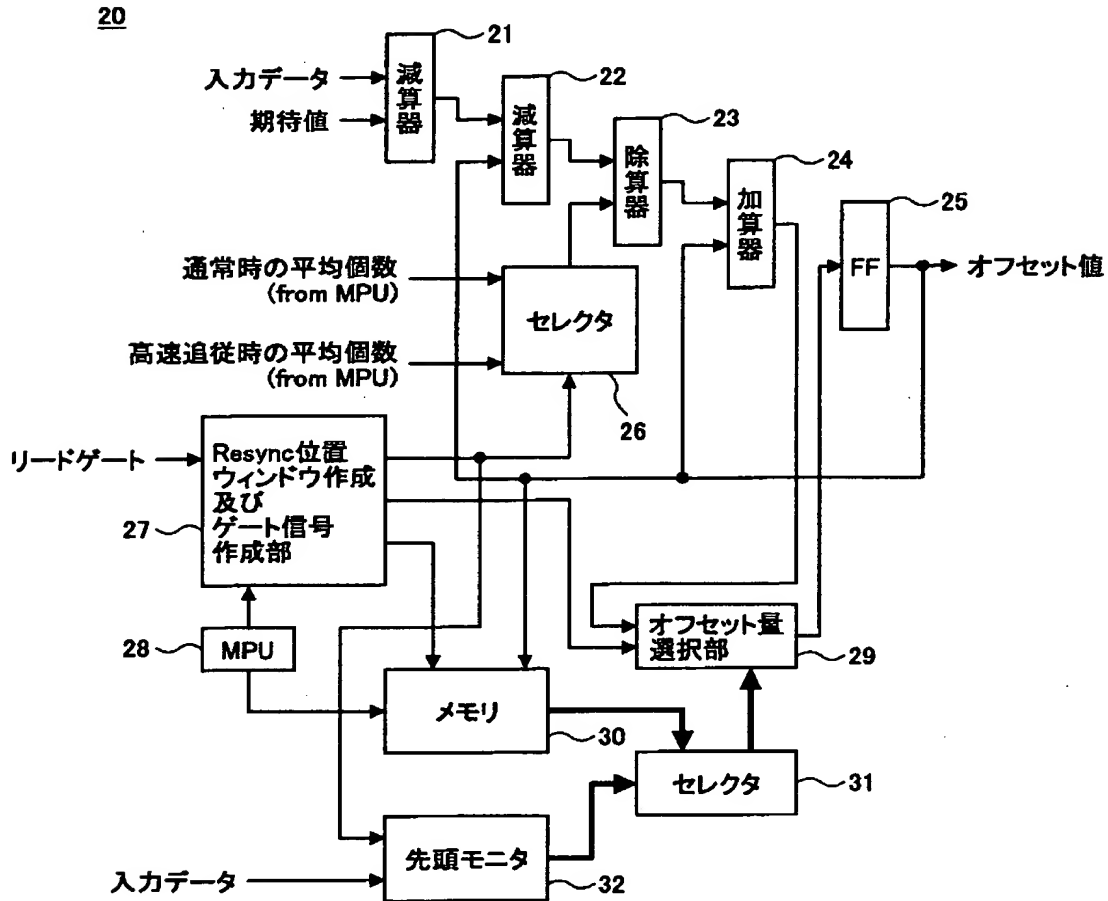 20
21
入力データ
減算器
期待値
22
減算器
23
除算器
24
加算器
25
FF
オフセット値
通常時の平均個数
(from MPU)
セレクタ
高速追従時の平均個数
(from MPU)
26
リードゲート
Resync位置
ウィンドウ作成
及び
ゲート信号
作成部
27
28
MPU
オフセット量
選択部
29
メモリ
30
セレクタ
31
先頭モニタ
入力データ
32